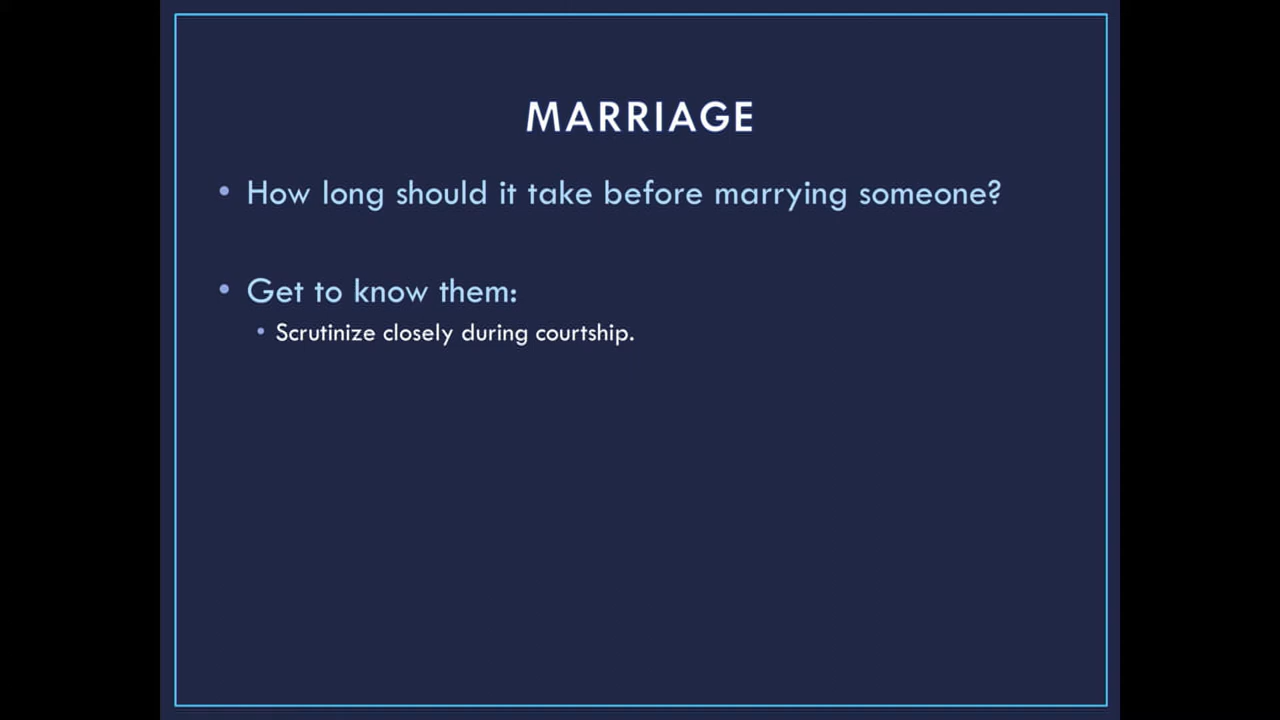 MARRIAGE
• How long should it take before marrying someone?
• Get to know them:
• Scrutinize closely during courtship.